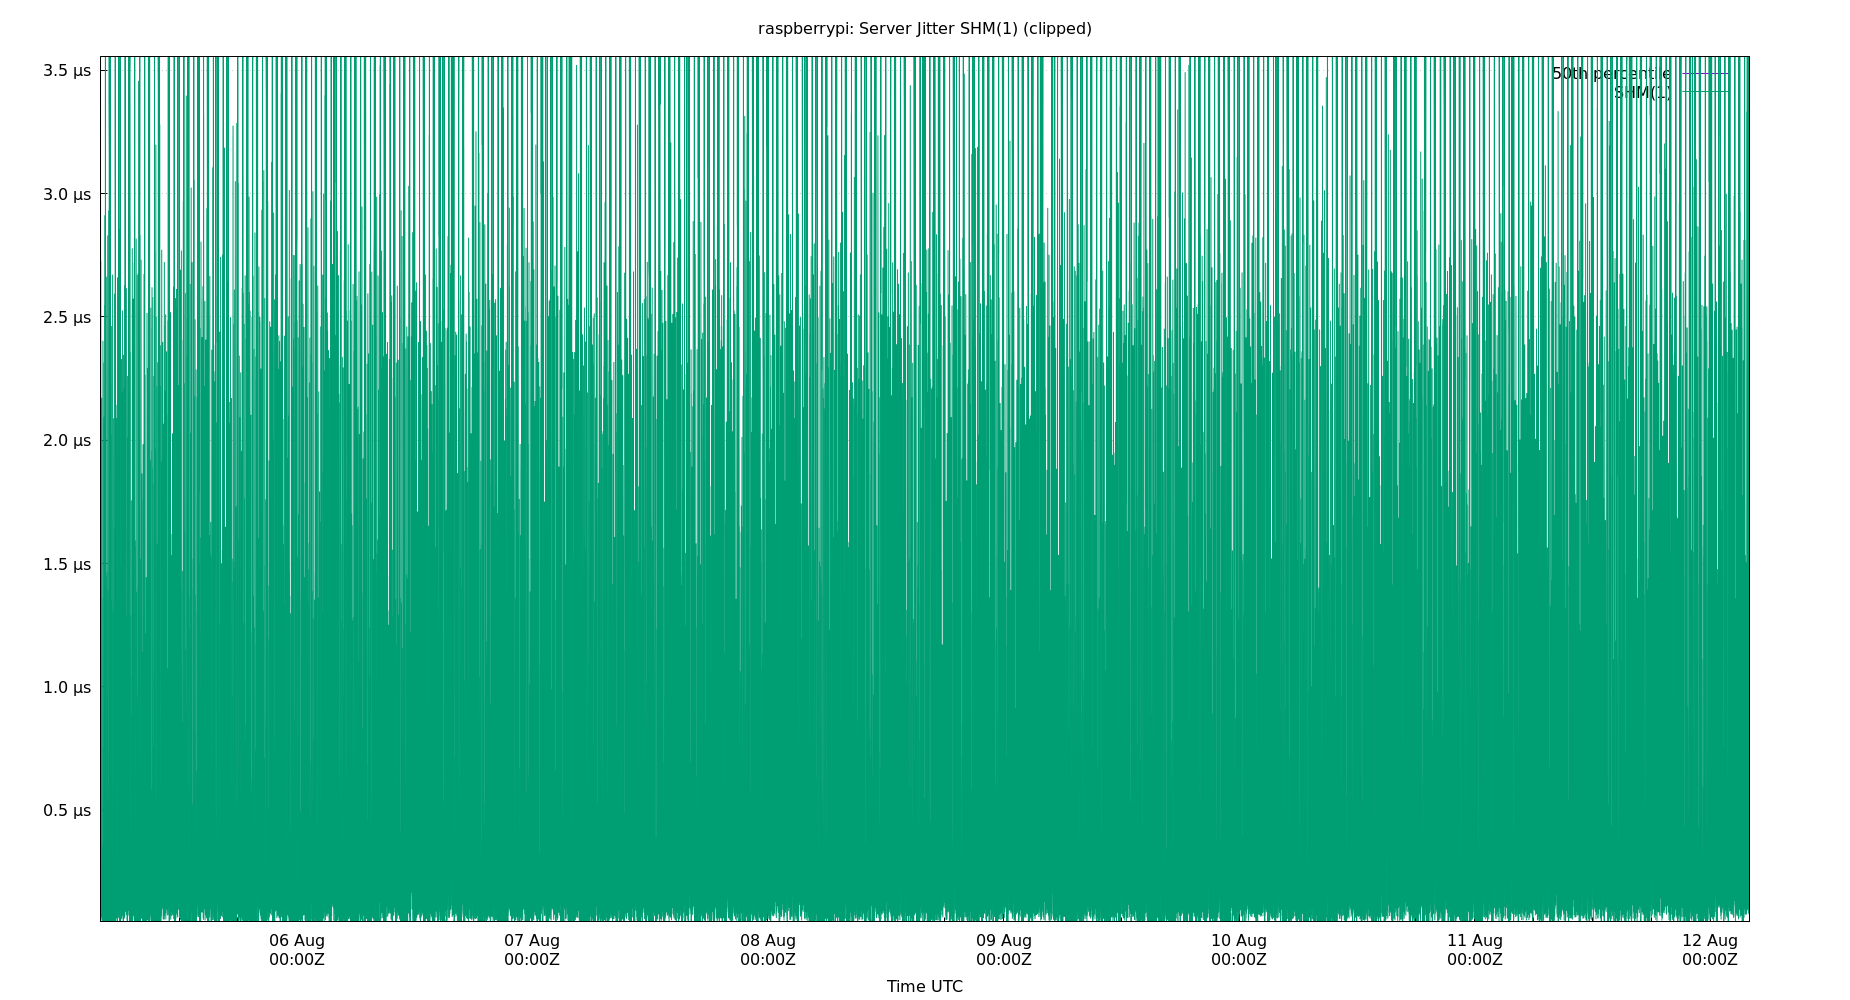 raspberrypi: Server Jitter SHM(1) (clipped)
3.5 µs
50th percentile
SHM(1)
3.0 µs
2.5 µs
2.0 µs
1.5 µs
1.0 µs
0.5 µs
06 Aug 07 Aug 08 Aug 09 Aug 10 Aug 11 Aug 12 Aug
00:00Z 00:00Z 00:00Z 00:00Z 00:00Z 00:00Z 00:00Z
Time UTC